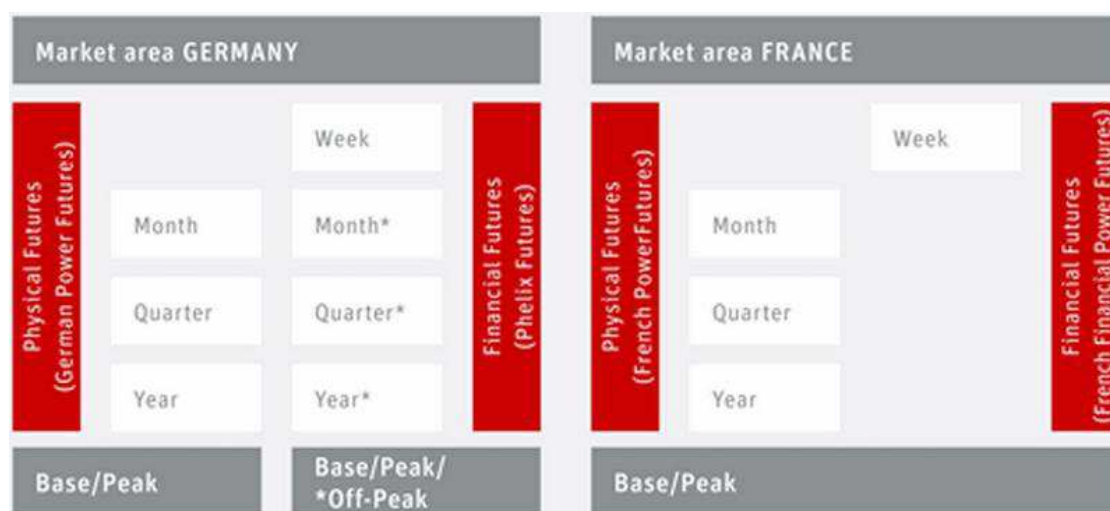 Market area GERMANY
Physical Futures
(German Power Futures)
Month
Quarter
Year
Week
Month*
Quarter*
Year*
Financial Futures
(Phelix Futures)
Base/Peak
Base/Peak/
*Off-Peak
Market area FRANCE
Physical Futures
(French PowerFutures)
Month
Quarter
Year
Week
Financial Futures
(French Financial Power Futures)
Base/Peak